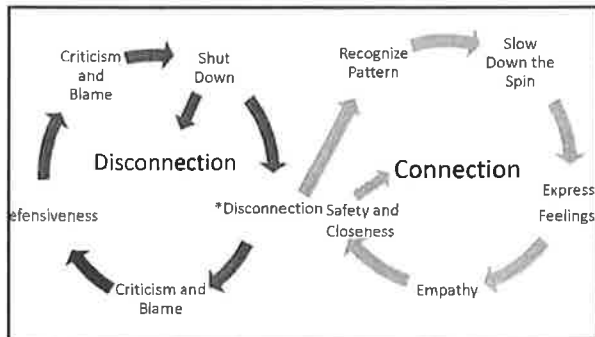 Criticism
and
Blame
Shut
Down
Disconnection
*Disconnection
Criticism and
Blame
efensiveness
Recognize
Pattern
Slow
Down the
Spin
Connection
Express
Feelings
Empathy
Safety and
Closeness